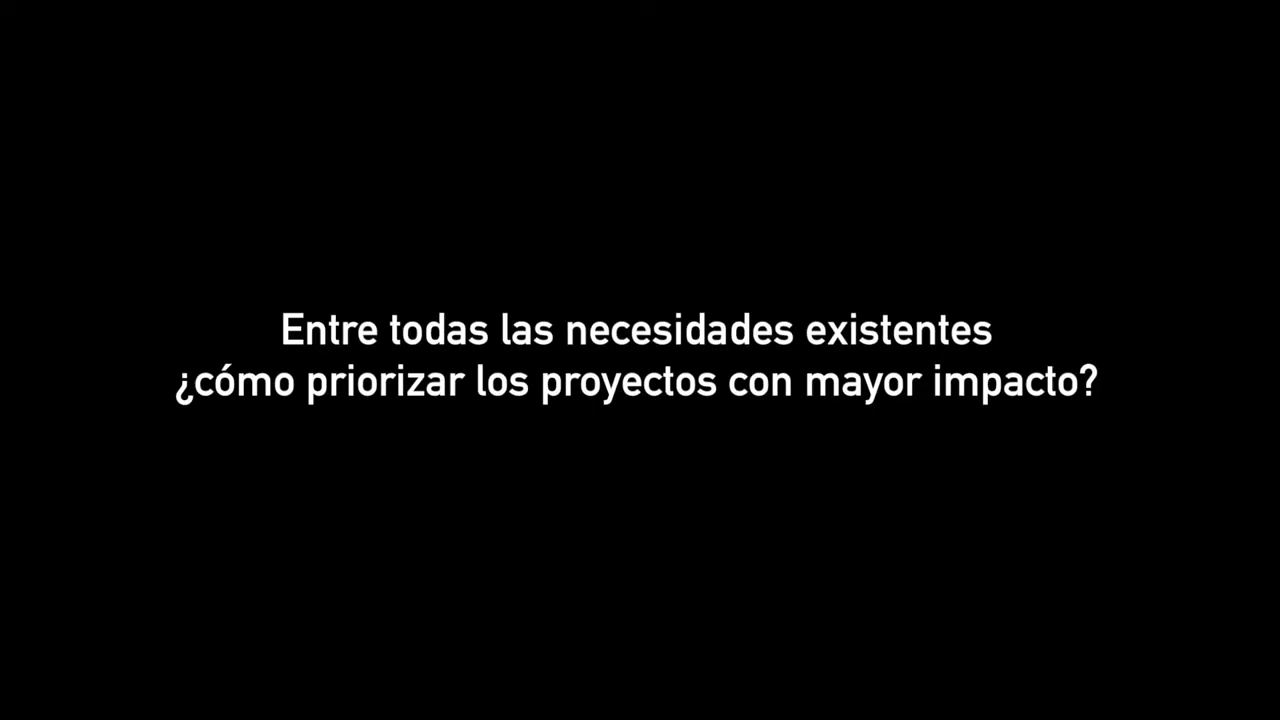 Entre todas las necesidades existentes
¿cómo priorizar los proyectos con mayor impacto?